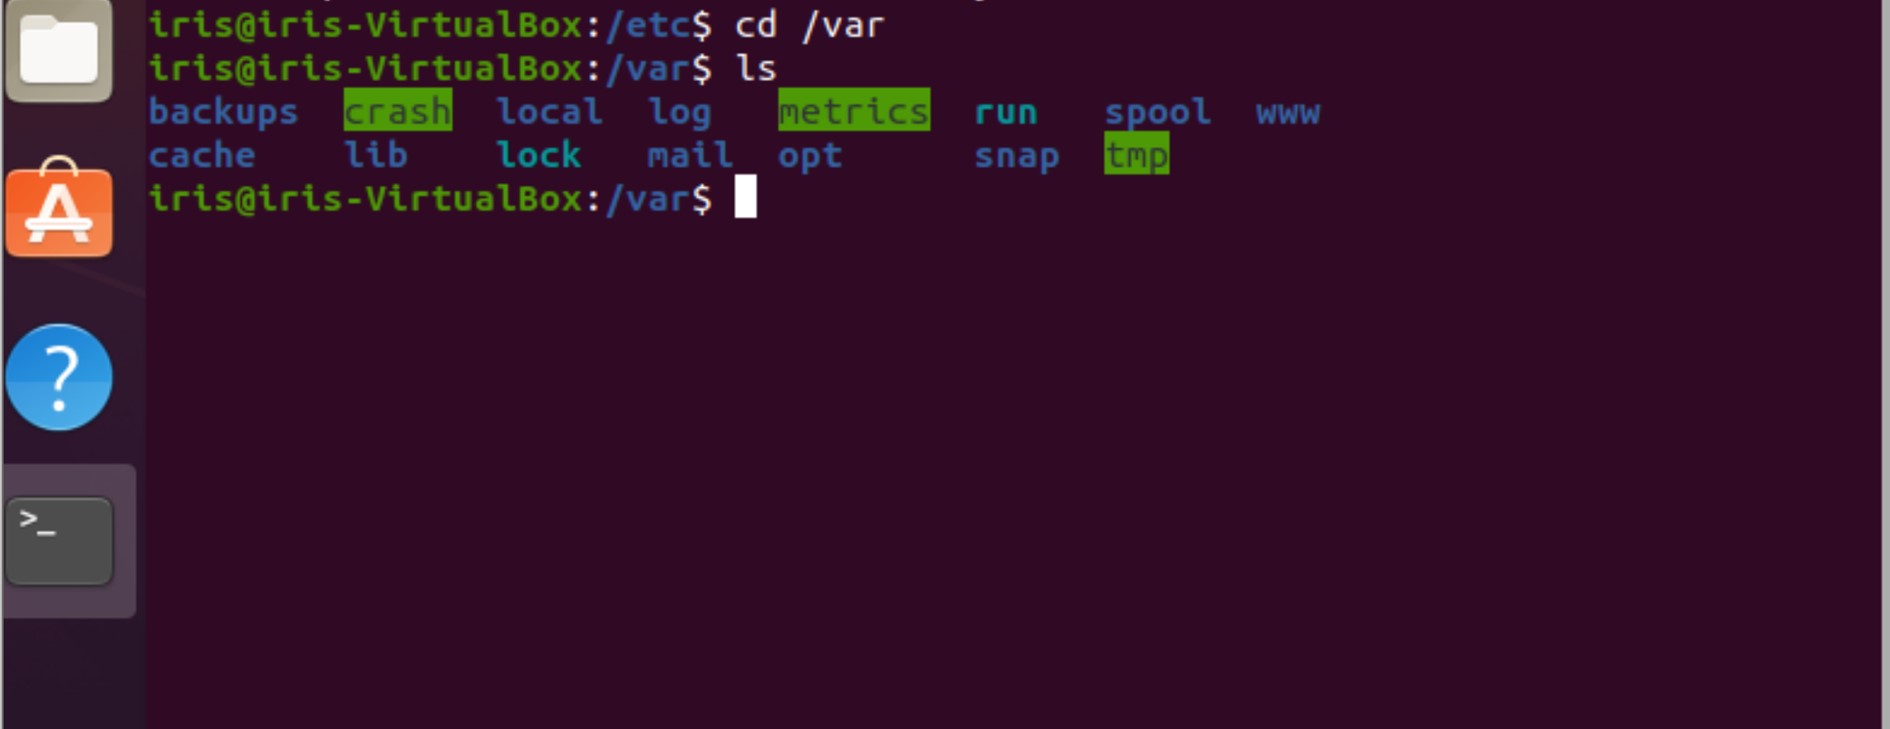 iris@iris-VirtualBox:/etc$ cd /var
iris@iris-VirtualBox:/var$ ls
backups  crash  local  log  metrics  run  spool  www
cache  lib  lock  mail  opt  snap  tmp
iris@iris-VirtualBox:/var$
?
>_